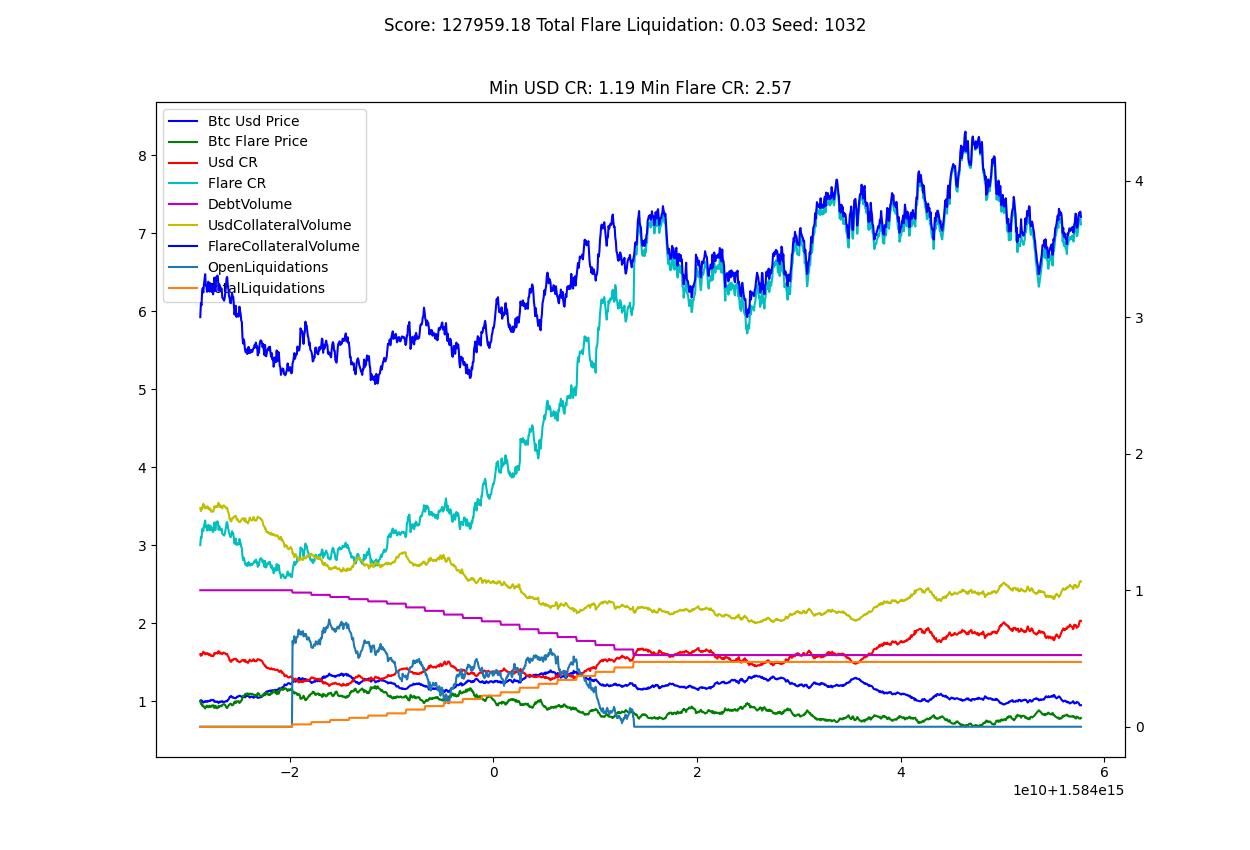 Score: 127959.18 Total Flare Liquidation: 0.03 Seed: 1032
Min USD CR: 1.19 Min Flare CR: 2.57
Btc Usd Price
Btc Flare Price
Usd CR
Flare CR
DebtVolume
UsdCollateralVolume
FlareCollateralVolume
OpenLiquidations
TotalLiquidations
8
7
6
5
4
3
2
1
4
3
2
1
0
−2
0
2
4
6
1e10+1.584e15